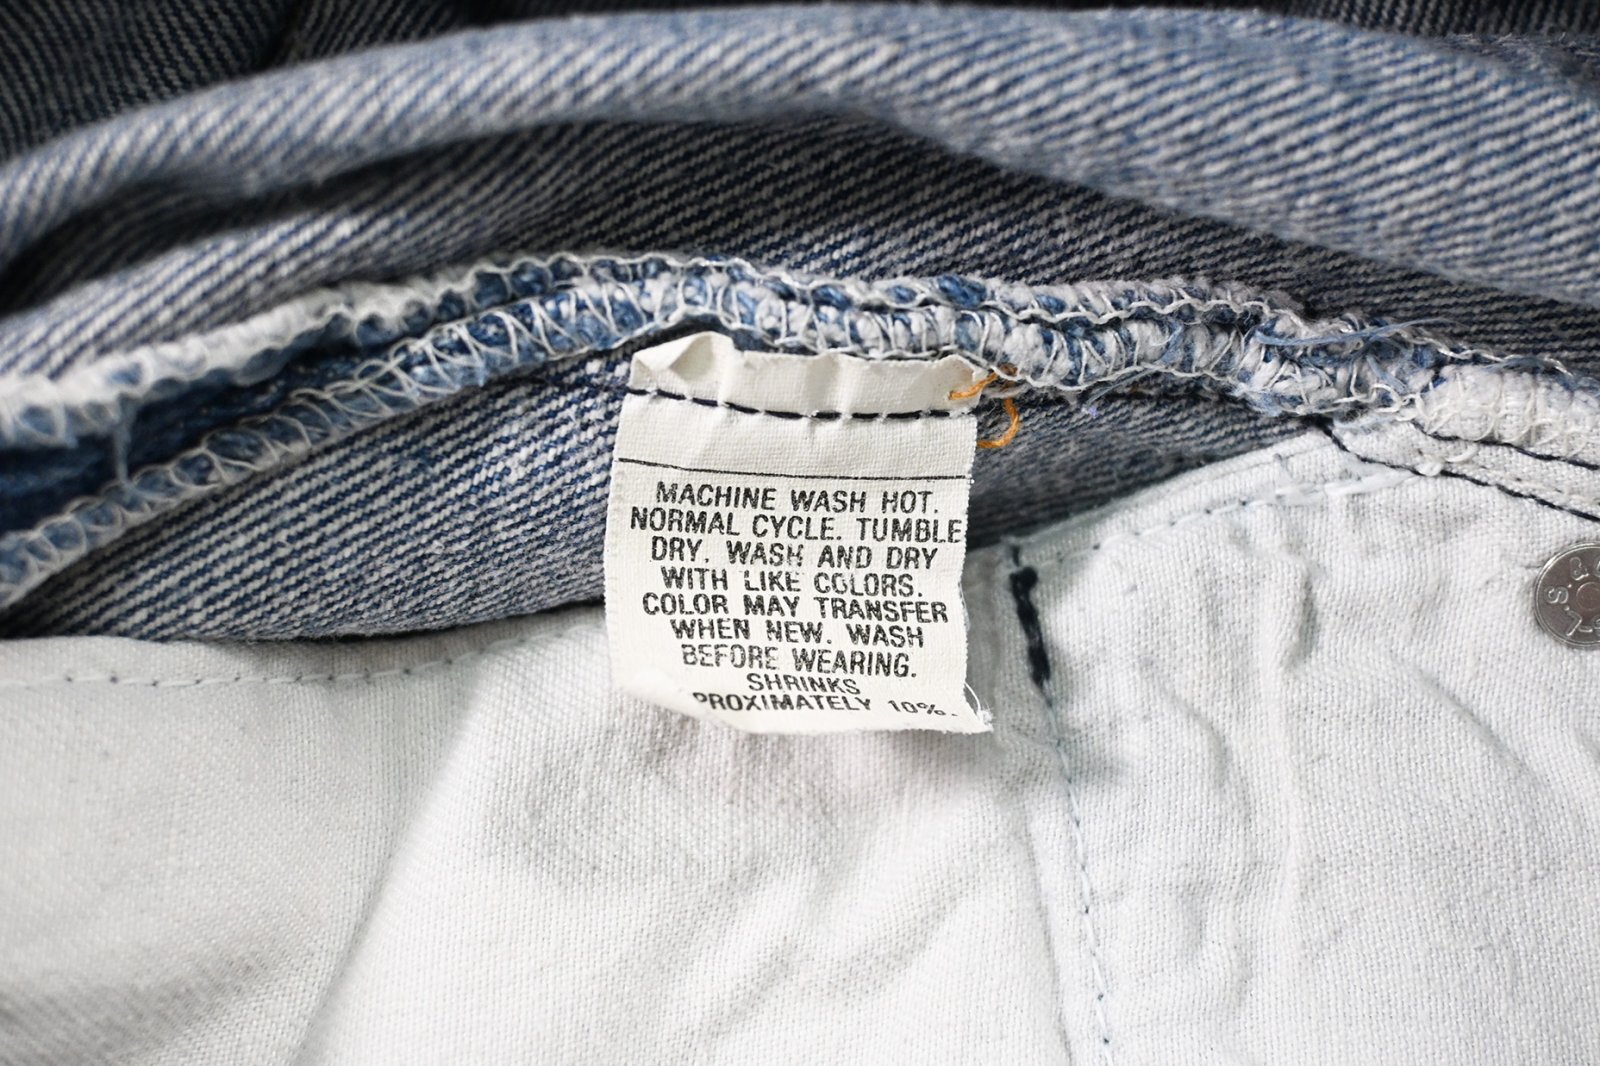 MACHINE WASH HOT.
NORMAL CYCLE. TUMBLE
DRY. WASH AND DRY
WITH LIKE COLORS.
COLOR MAY TRANSFER
WHEN NEW. WASH
BEFORE WEARING.
SHRINKS
PROXIMATELY 10%.